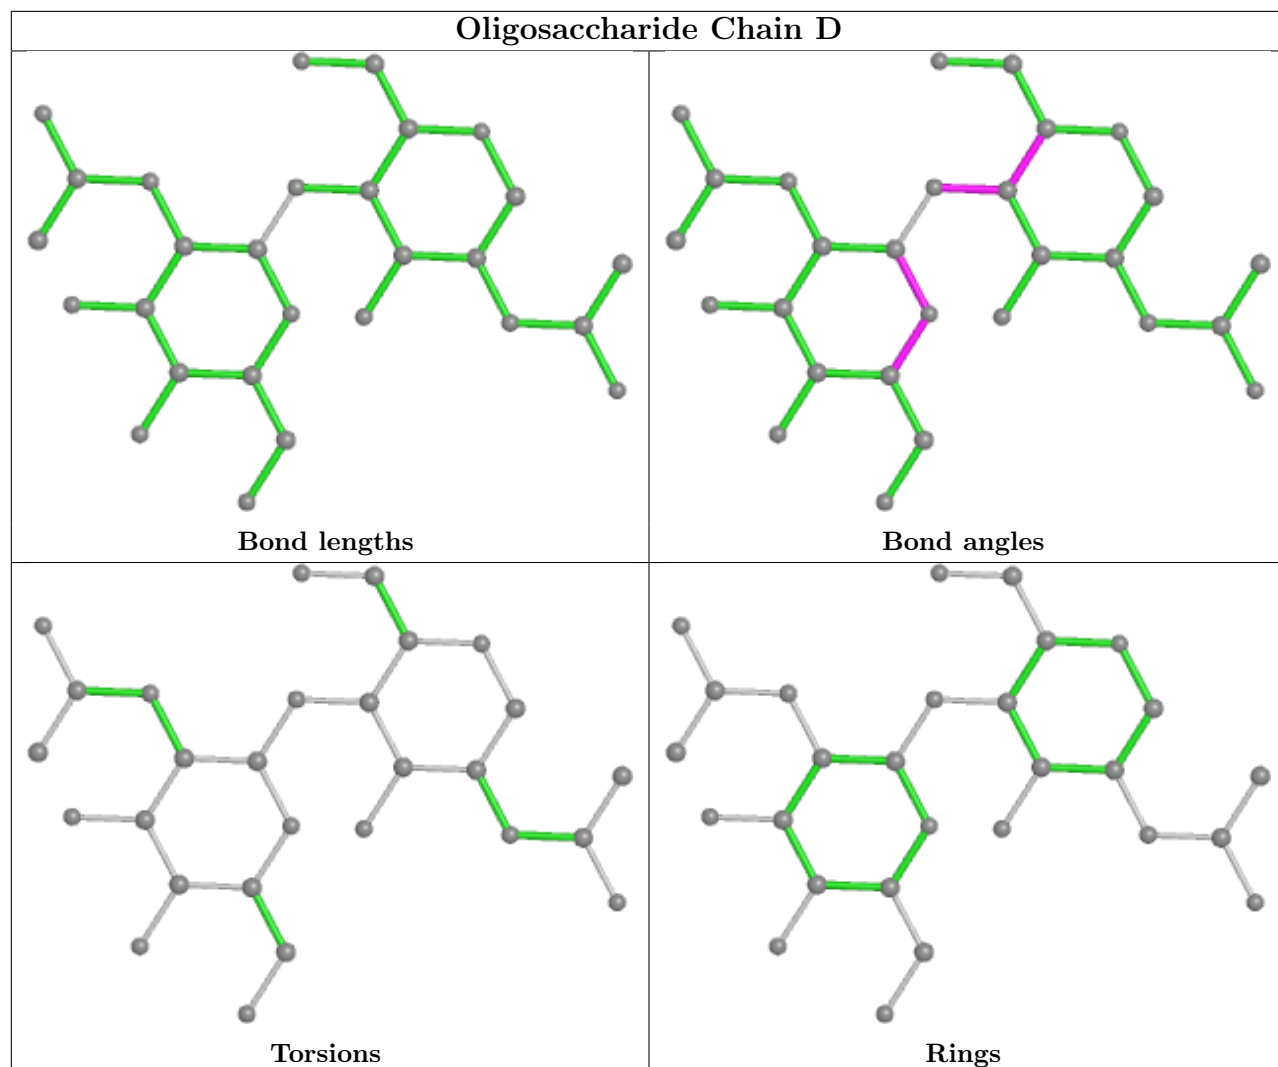 Oligosaccharide Chain D
Bond lengths
Bond angles
Torsions
Rings